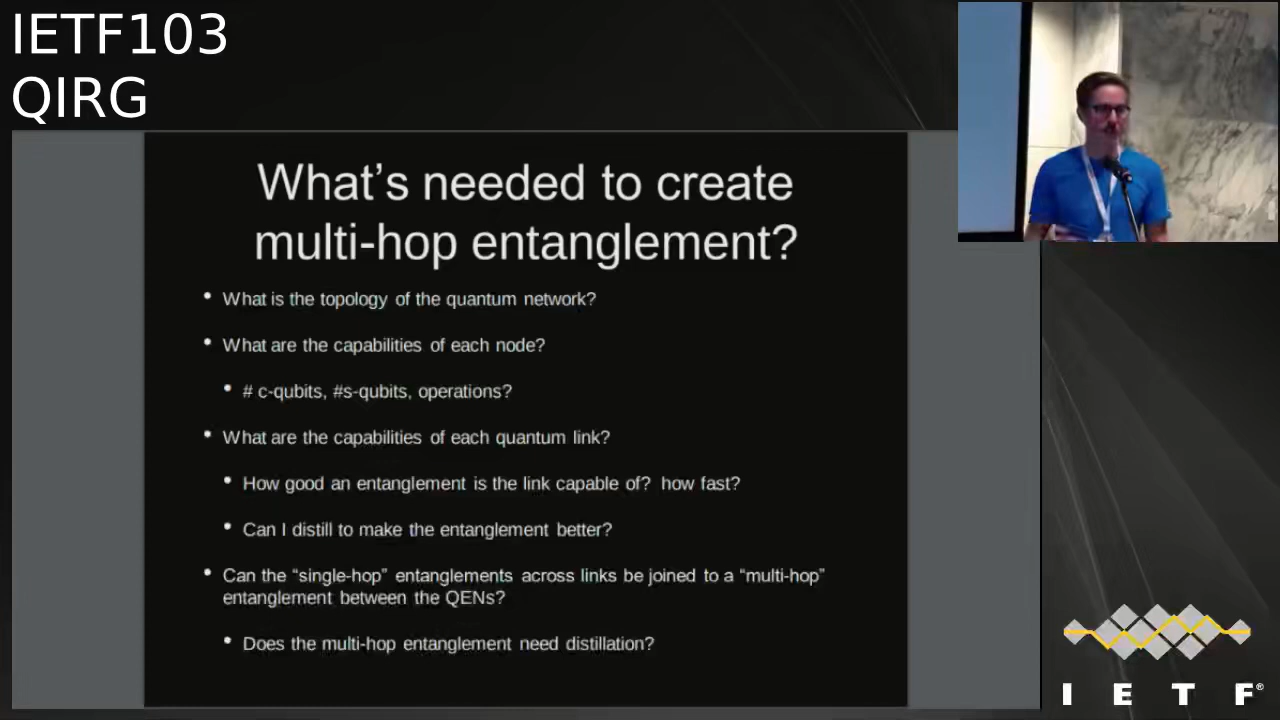 IETF103
QIRG
What's needed to create
multi-hop entanglement?
• What is the topology of the quantum network?
• What are the capabilities of each node?
• # c-qubits, #s-qubits, operations?
• What are the capabilities of each quantum link?
• How good an entanglement is the link capable of? how fast?
• Can I distill to make the entanglement better?
• Can the “single-hop” entanglements across links be joined to a “multi-hop”
entanglement between the QENs?
• Does the multi-hop entanglement need distillation?
I E T F®